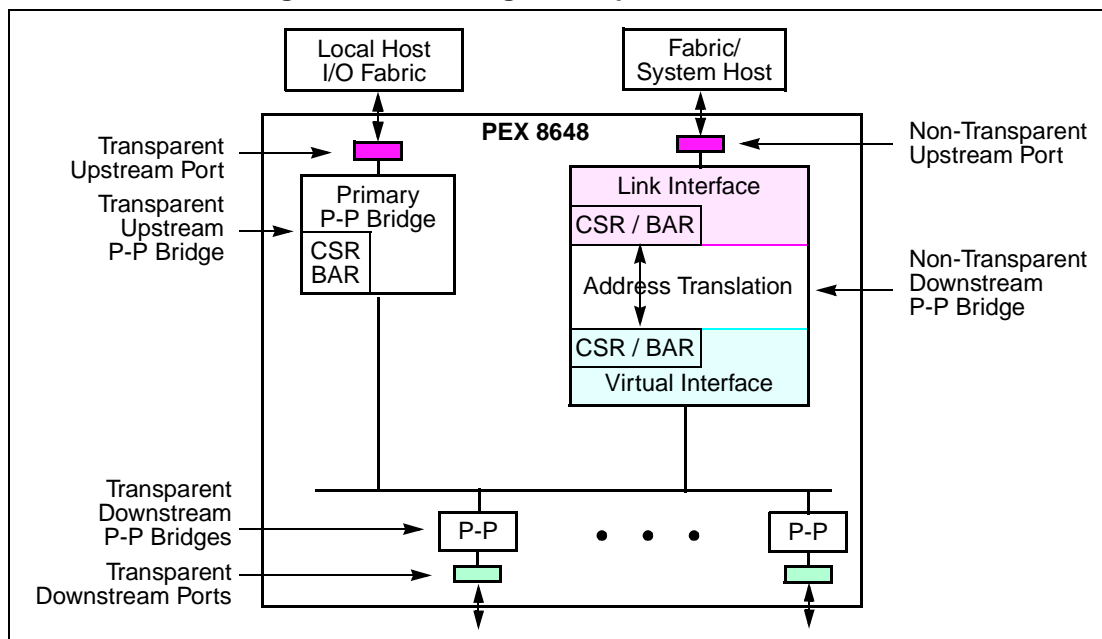 Local Host
I/O Fabric
Fabric/
System Host
PEX 8648
Transparent
Upstream Port
Non-Transparent
Upstream Port
Transparent
Upstream
P-P Bridge
Primary
P-P Bridge
CSR
BAR
Link Interface
CSR / BAR
Address Translation
CSR / BAR
Virtual Interface
Non-Transparent
Downstream
P-P Bridge
Transparent
Downstream
P-P Bridges
P-P
P-P
Transparent
Downstream Ports